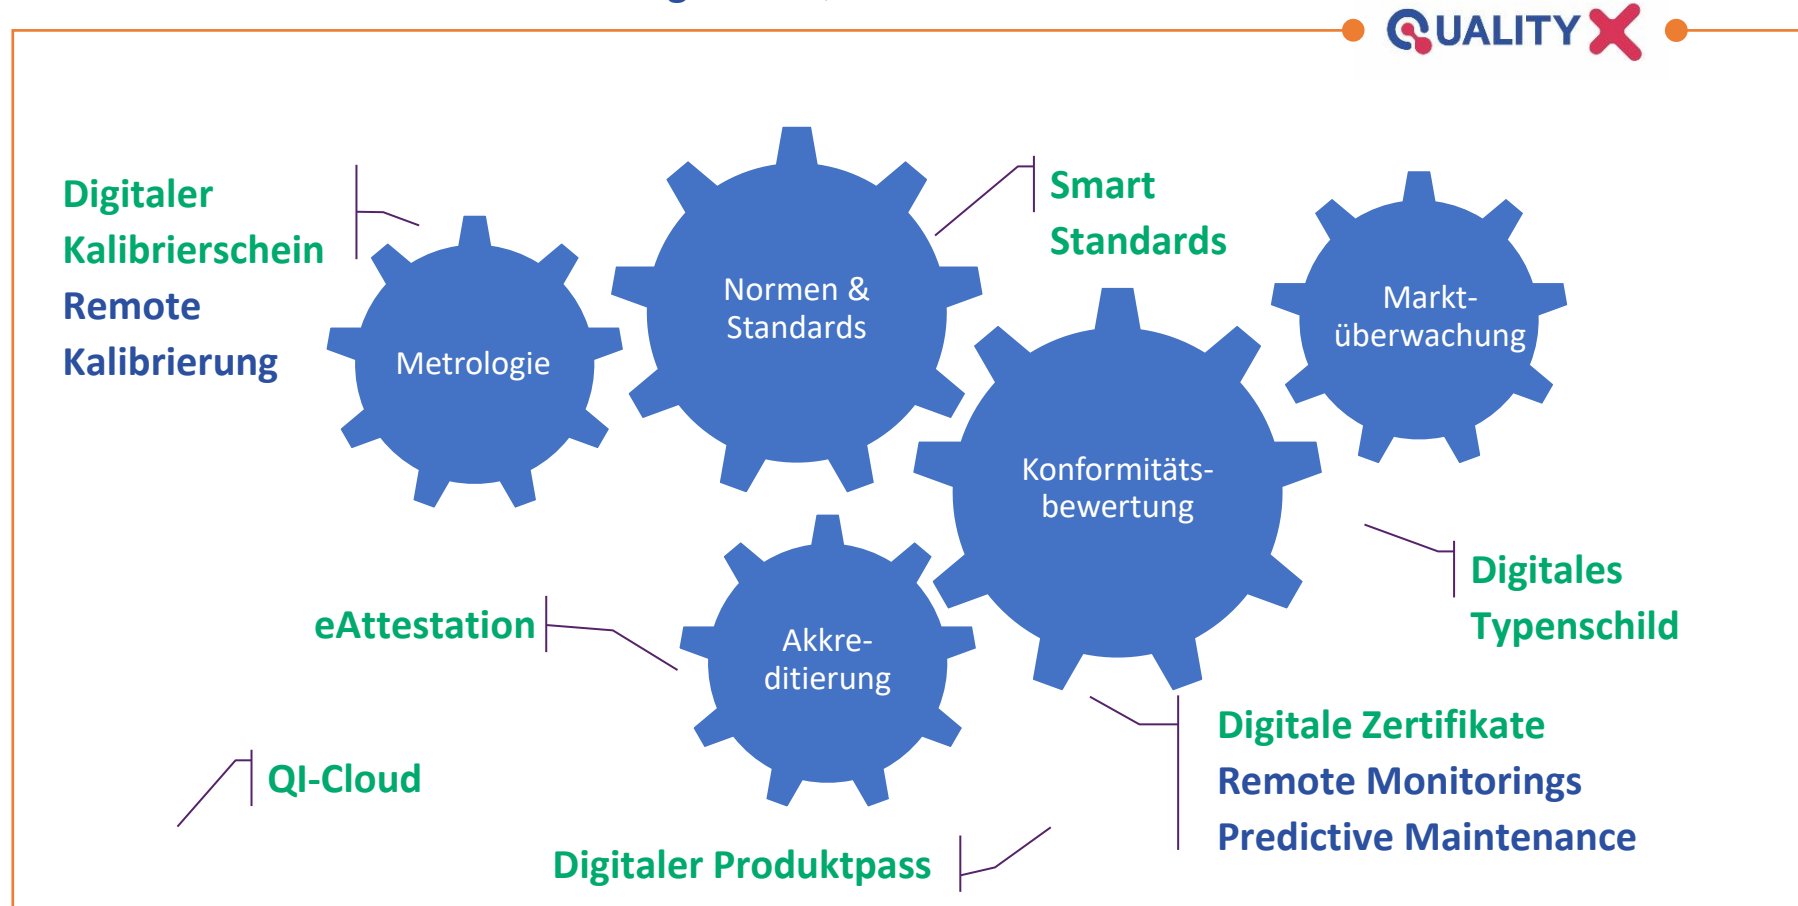 QUALITY X
Digitaler
Kalibrierschein
Remote
Kalibrierung
Metrologie
Normen &
Standards
Smart
Standards
Markt-
überwachung
Konformitäts-
bewertung
Digitales
Typenschild
eAttestation
Akkre-
ditierung
Digitale Zertifikate
Remote Monitorings
Predictive Maintenance
QI-Cloud
Digitaler Produktpass